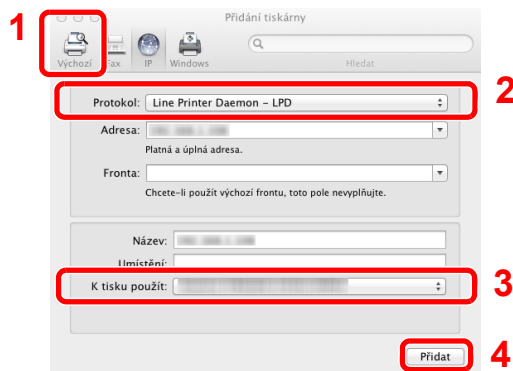 1
Přidání tiskárny
Výchozí Fax IP Windows
Hledat
2
Protokol: Line Printer Daemon – LPD
Adresa:
Platná a úplná adresa.
Fronta:
Chcete-li použít výchozí frontu, toto pole nevyplňujte.
Název:
Umístění:
K tisku použít:
3
Přidat
4